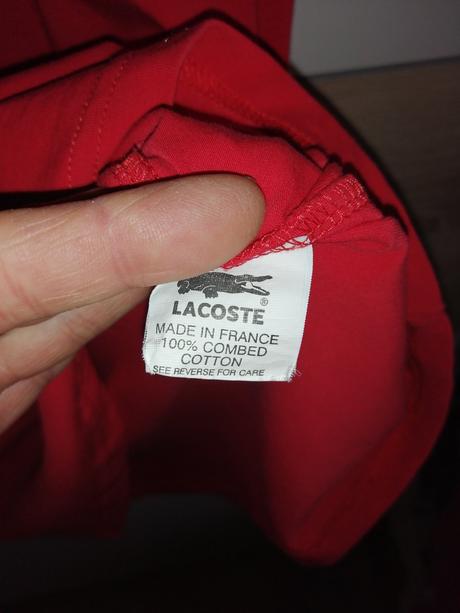 LACOSTE ®
MADE IN FRANCE
100% COMBED
COTTON
SEE REVERSE FOR CARE